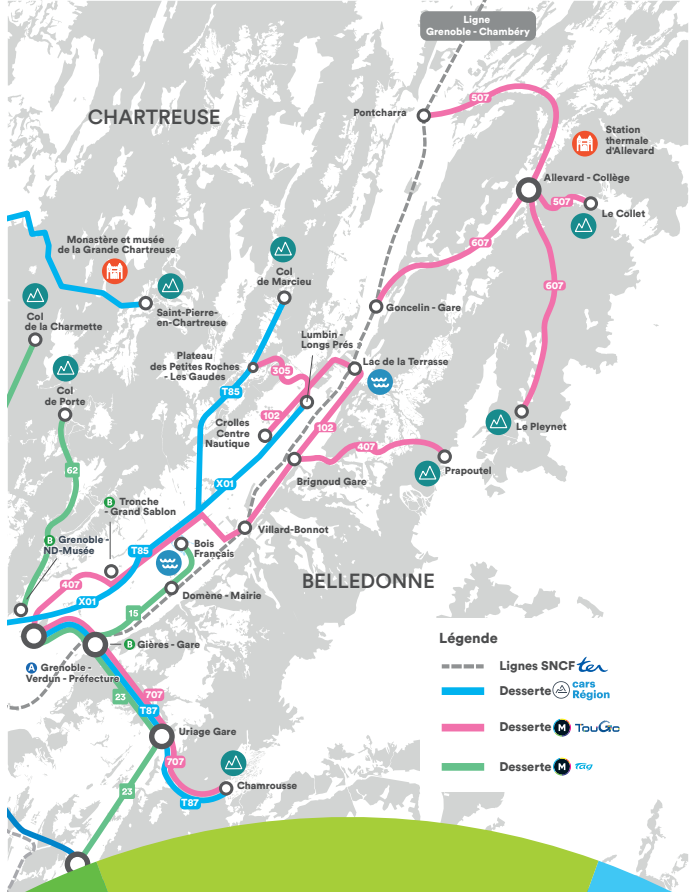 Ligne
Grenoble - Chambéry
507
Pontcharra
CHARTREUSE
Station
thermale
d'Allevard
Allevard - Collège
507
Le Collet
Monastère et musée
de la Grande Chartreuse
607
Col
de Marcieu
607
Saint-Pierre-
en-Chartreuse
Goncelin - Gare
Col
de la Charmette
Lumbin -
Longs Prés
Plateau
des Petites Roches
- Les Gaudes
305
Lac de la Terrasse
Col
de Porte
T85
102
Crolles
Centre
Nautique
102
Le Pleynet
407
Prapoutel
62
X01
Brignoud Gare
B Tronche
- Grand Sablon
Villard-Bonnot
B Grenoble -
ND-Musée
T85
Bois
Français
407
BELLEDONNE
Domène - Mairie
X01
15
B Gières - Gare
A Grenoble -
Verdun - Préfecture
23
707
T87
Uriage Gare
707
Chamrousse
T87
23
Légende
Lignes SNCF ter
Desserte cars
Région
Desserte M TouGo
Desserte M tag